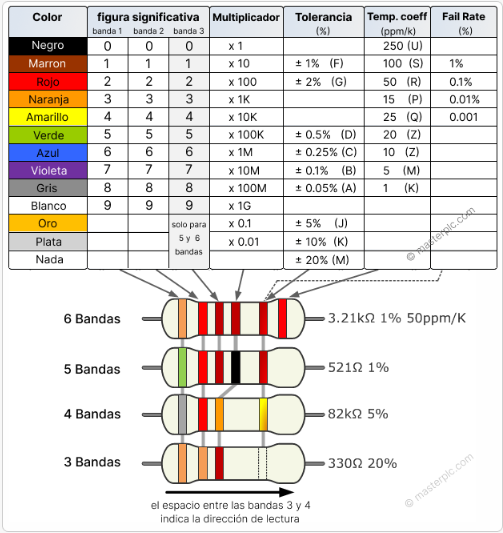 Color figura significativa Multiplicador Tolerancia Temp. coeff Fail Rate
banda 1 banda 2 banda 3 (%) (ppm/k) (%)
Negro 0 0 0 x 1 250 (U)
Marron 1 1 1 x 10 ± 1% (F) 100 (S) 1%
Rojo 2 2 2 x 100 ± 2% (G) 50 (R) 0.1%
Naranja 3 3 3 x 1K 15 (P) 0.01%
Amarillo 4 4 4 x 10K 25 (Q) 0.001
Verde 5 5 5 x 100K ± 0.5% (D) 20 (Z)
Azul 6 6 6 x 1M ± 0.25% (C) 10 (Z)
Violeta 7 7 7 x 10M ± 0.1% (B) 5 (M)
Gris 8 8 8 x 100M ± 0.05% (A) 1 (K)
Blanco 9 9 9 x 1G
Oro solo para x 0.1 ± 5% (J)
Plata 5 y 6 x 0.01 ± 10% (K)
Nada bandas ± 20% (M)
© masterplc.com
6 Bandas 3.21kΩ 1% 50ppm/K
5 Bandas 521Ω 1%
4 Bandas 82kΩ 5%
3 Bandas 330Ω 20%
© masterplc.com
el espacio entre las bandas 3 y 4
indica la dirección de lectura